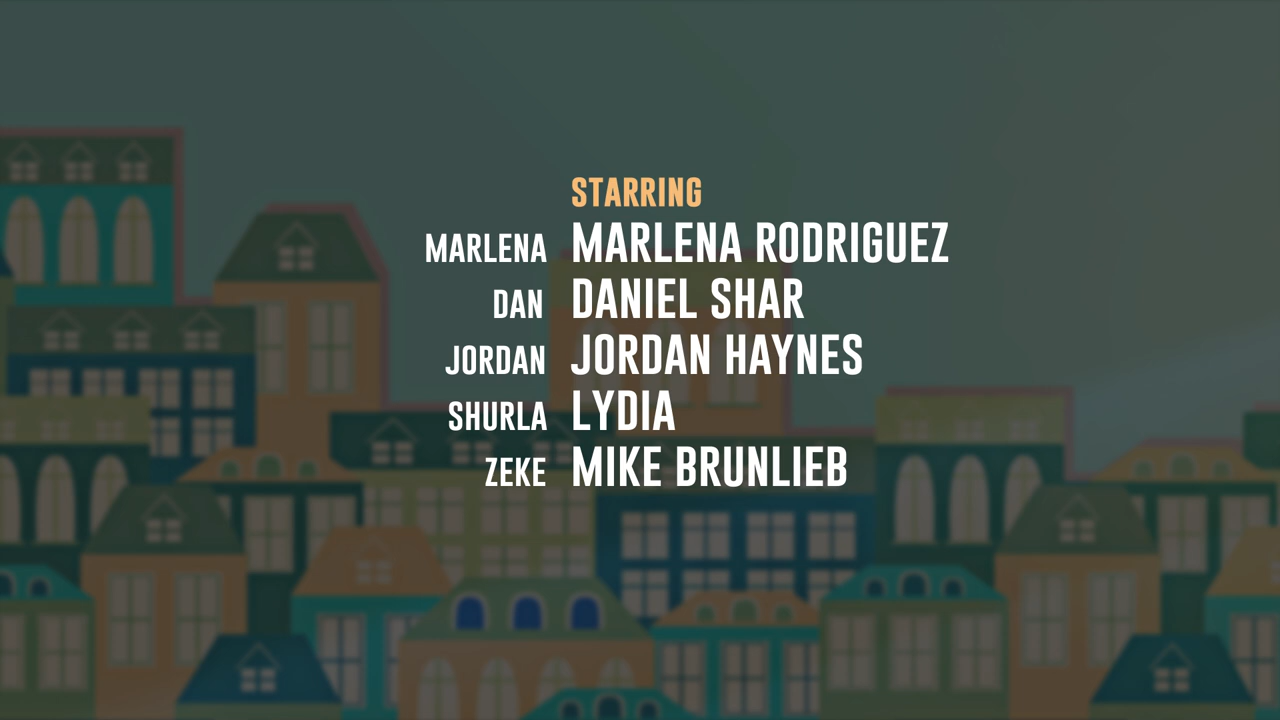 STARRING
MARLENA MARLENA RODRIGUEZ
DAN DANIEL SHAR
JORDAN JORDAN HAYNES
SHURLA LYDIA
ZEKE MIKE BRUNLIEB